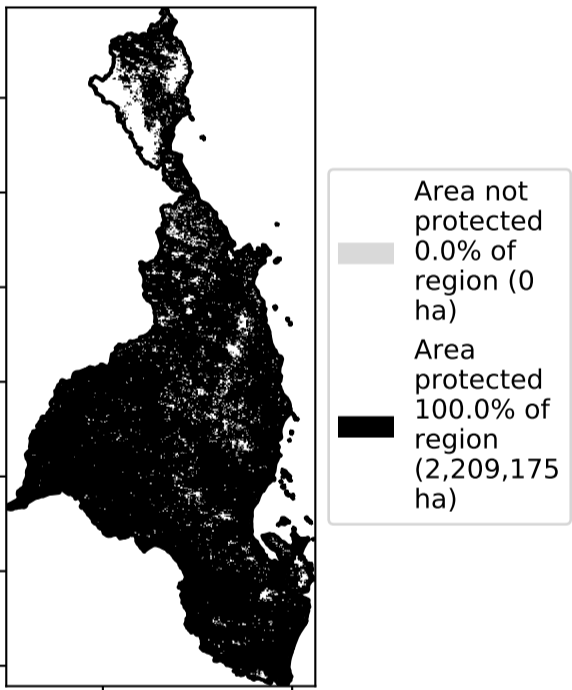 Area not
protected
0.0% of
region (0
ha)
Area
protected
100.0% of
region
(2,209,175
ha)